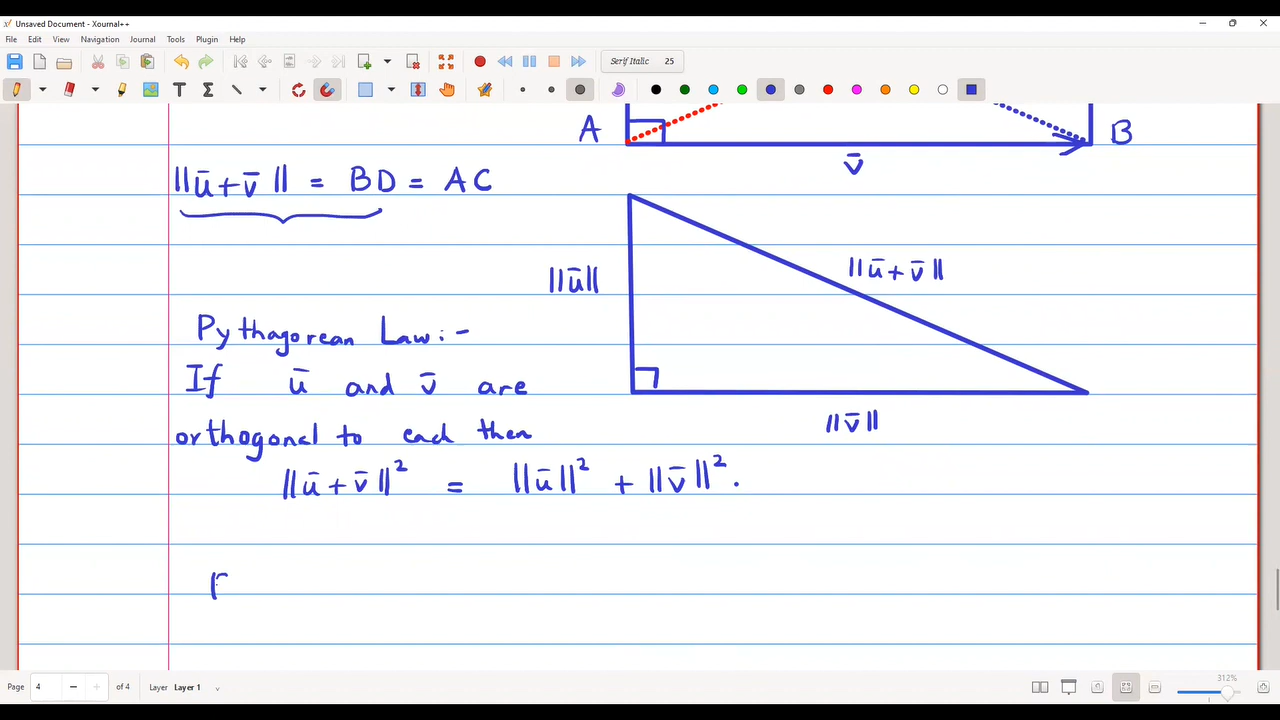 Unsaved Document - Xournal++
File Edit View Navigation Journal Tools Plugin Help
Serif Italic 25
A
B
v̄
||ū+v̄|| = BD = AC
||ū||
||ū+v̄||
||v̄||
Pythagorean Law:-
If ū and v̄ are
orthogonal to each then
||ū+v̄||² = ||ū||² + ||v̄||².
Page 4 of 4 Layer Layer 1 312%